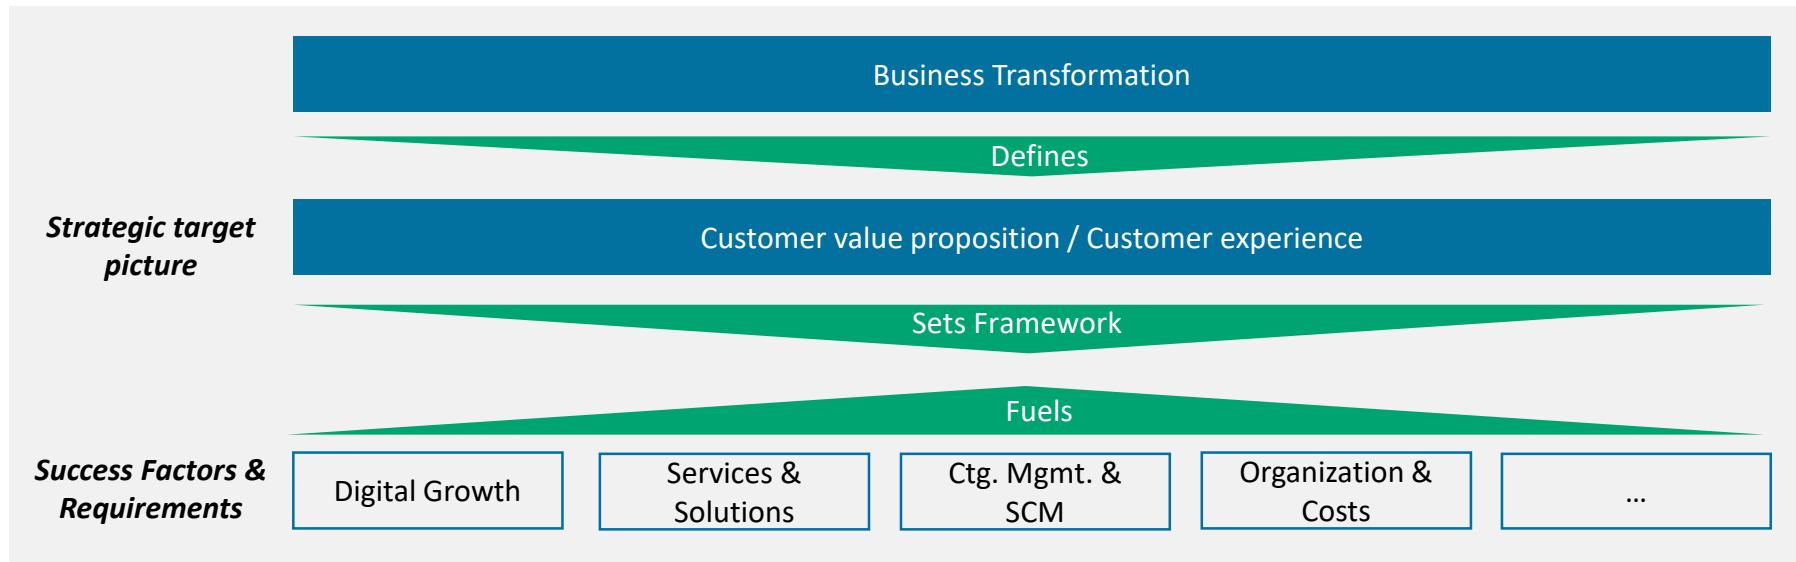 Business Transformation
Defines
Strategic target
picture
Customer value proposition / Customer experience
Sets Framework
Fuels
Success Factors &
Requirements
Digital Growth
Services &
Solutions
Ctg. Mgmt. &
SCM
Organization &
Costs
...